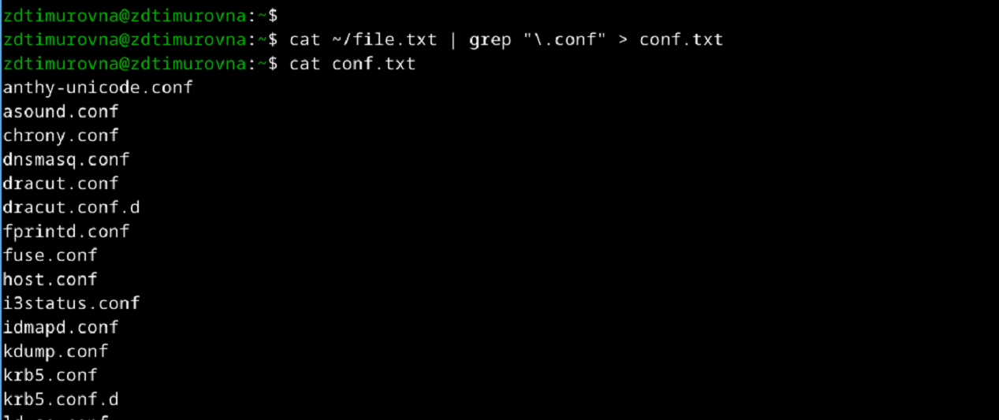 zdtimurovna@zdtimurovna:~$
zdtimurovna@zdtimurovna:~$ cat ~/file.txt | grep "\.conf" > conf.txt
zdtimurovna@zdtimurovna:~$ cat conf.txt
anthy-unicode.conf
asound.conf
chrony.conf
dnsmasq.conf
dracut.conf
dracut.conf.d
fprintd.conf
fuse.conf
host.conf
i3status.conf
idmapd.conf
kdump.conf
krb5.conf
krb5.conf.d